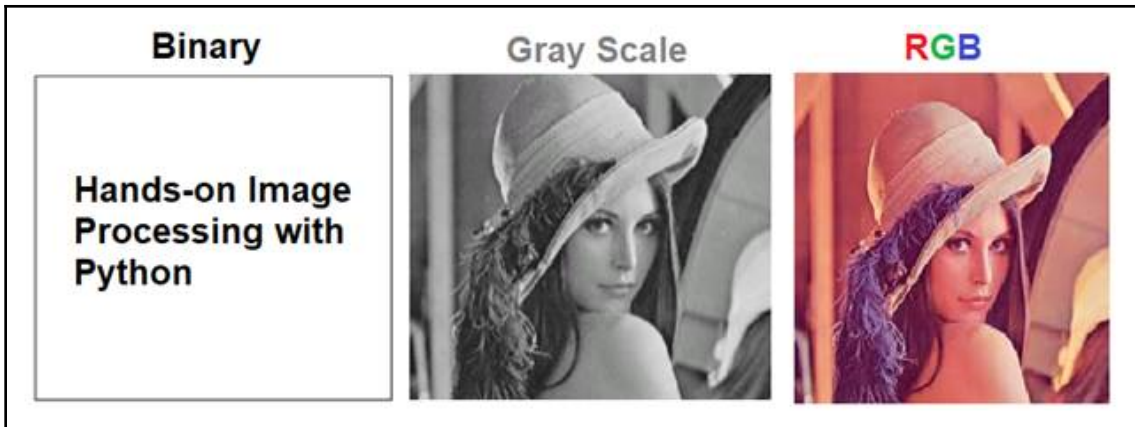 Binary
Gray Scale
RGB
Hands-on Image
Processing with
Python